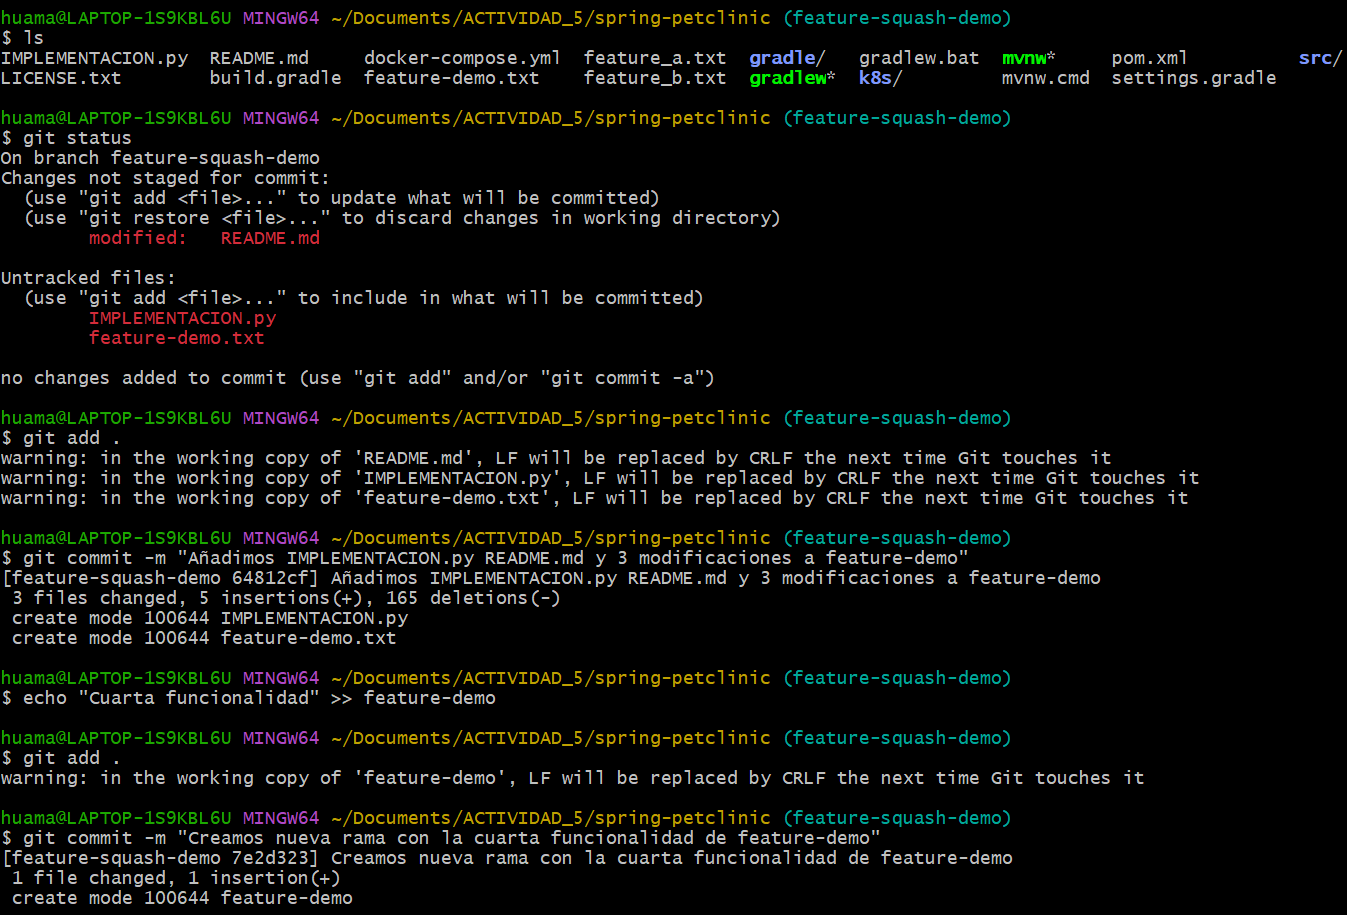 huama@LAPTOP-1S9KBL6U MINGW64 ~/Documents/ACTIVIDAD_5/spring-petclinic (feature-squash-demo)
$ ls
IMPLEMENTACION.py  README.md     docker-compose.yml  feature_a.txt  gradle/   gradlew.bat  mvnw*     pom.xml          src/
LICENSE.txt        build.gradle  feature-demo.txt    feature_b.txt  gradlew*  k8s/         mvnw.cmd  settings.gradle

huama@LAPTOP-1S9KBL6U MINGW64 ~/Documents/ACTIVIDAD_5/spring-petclinic (feature-squash-demo)
$ git status
On branch feature-squash-demo
Changes not staged for commit:
  (use "git add <file>..." to update what will be committed)
  (use "git restore <file>..." to discard changes in working directory)
        modified:   README.md

Untracked files:
  (use "git add <file>..." to include in what will be committed)
        IMPLEMENTACION.py
        feature-demo.txt

no changes added to commit (use "git add" and/or "git commit -a")

huama@LAPTOP-1S9KBL6U MINGW64 ~/Documents/ACTIVIDAD_5/spring-petclinic (feature-squash-demo)
$ git add .
warning: in the working copy of 'README.md', LF will be replaced by CRLF the next time Git touches it
warning: in the working copy of 'IMPLEMENTACION.py', LF will be replaced by CRLF the next time Git touches it
warning: in the working copy of 'feature-demo.txt', LF will be replaced by CRLF the next time Git touches it

huama@LAPTOP-1S9KBL6U MINGW64 ~/Documents/ACTIVIDAD_5/spring-petclinic (feature-squash-demo)
$ git commit -m "Añadimos IMPLEMENTACION.py README.md y 3 modificaciones a feature-demo"
[feature-squash-demo 64812cf] Añadimos IMPLEMENTACION.py README.md y 3 modificaciones a feature-demo
 3 files changed, 5 insertions(+), 165 deletions(-)
 create mode 100644 IMPLEMENTACION.py
 create mode 100644 feature-demo.txt

huama@LAPTOP-1S9KBL6U MINGW64 ~/Documents/ACTIVIDAD_5/spring-petclinic (feature-squash-demo)
$ echo "Cuarta funcionalidad" >> feature-demo

huama@LAPTOP-1S9KBL6U MINGW64 ~/Documents/ACTIVIDAD_5/spring-petclinic (feature-squash-demo)
$ git add .
warning: in the working copy of 'feature-demo', LF will be replaced by CRLF the next time Git touches it

huama@LAPTOP-1S9KBL6U MINGW64 ~/Documents/ACTIVIDAD_5/spring-petclinic (feature-squash-demo)
$ git commit -m "Creamos nueva rama con la cuarta funcionalidad de feature-demo"
[feature-squash-demo 7e2d323] Creamos nueva rama con la cuarta funcionalidad de feature-demo
 1 file changed, 1 insertion(+)
 create mode 100644 feature-demo